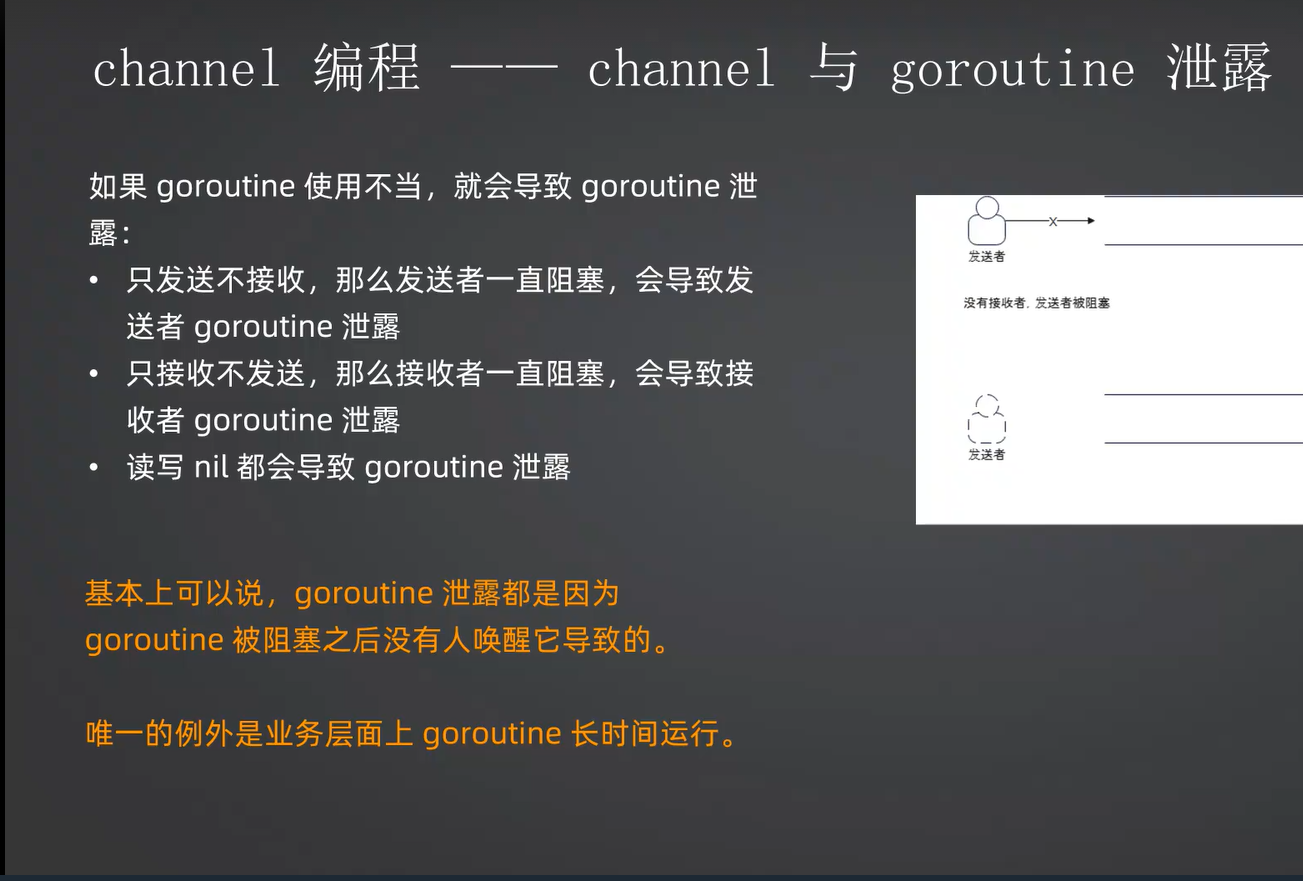 channel 编程 —— channel 与 goroutine 泄露
如果 goroutine 使用不当，就会导致 goroutine 泄
露：
• 只发送不接收，那么发送者一直阻塞，会导致发
送者 goroutine 泄露
• 只接收不发送，那么接收者一直阻塞，会导致接
收者 goroutine 泄露
• 读写 nil 都会导致 goroutine 泄露
基本上可以说，goroutine 泄露都是因为
goroutine 被阻塞之后没有人唤醒它导致的。
唯一的例外是业务层面上 goroutine 长时间运行。
x
发送者
没有接收者，发送者被阻塞
发送者